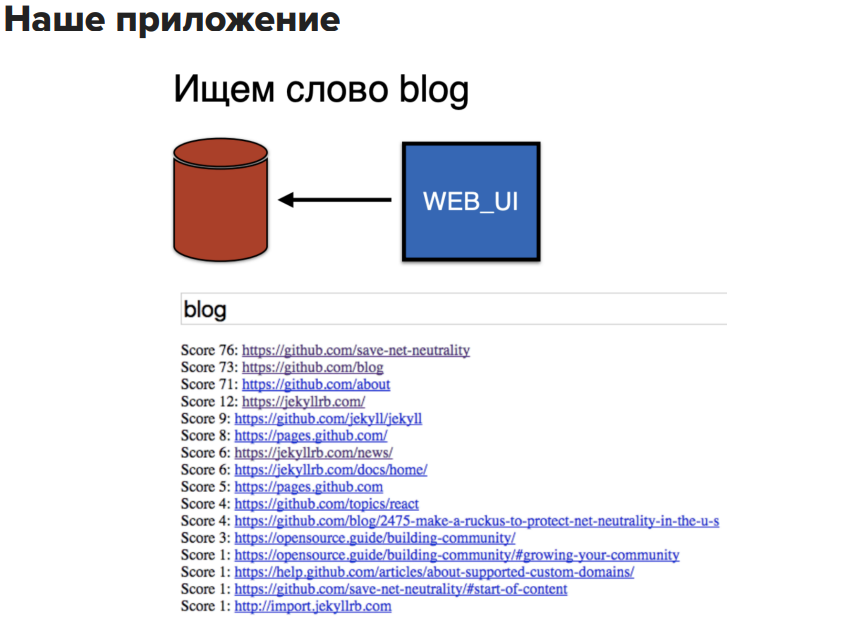 Наше приложение
Ищем слово blog
WEB_UI
blog
Score 76: https://github.com/save-net-neutrality
Score 73: https://github.com/blog
Score 71: https://github.com/about
Score 12: https://jekyllrb.com/
Score 9: https://github.com/jekyll/jekyll
Score 8: https://pages.github.com/
Score 6: https://jekyllrb.com/news/
Score 6: https://jekyllrb.com/docs/home/
Score 5: https://pages.github.com
Score 4: https://github.com/topics/react
Score 4: https://github.com/blog/2475-make-a-ruckus-to-protect-net-neutrality-in-the-u-s
Score 3: https://opensource.guide/building-community/
Score 1: https://opensource.guide/building-community/#growing-your-community
Score 1: https://help.github.com/articles/about-supported-custom-domains/
Score 1: https://github.com/save-net-neutrality/#start-of-content
Score 1: http://import.jekyllrb.com